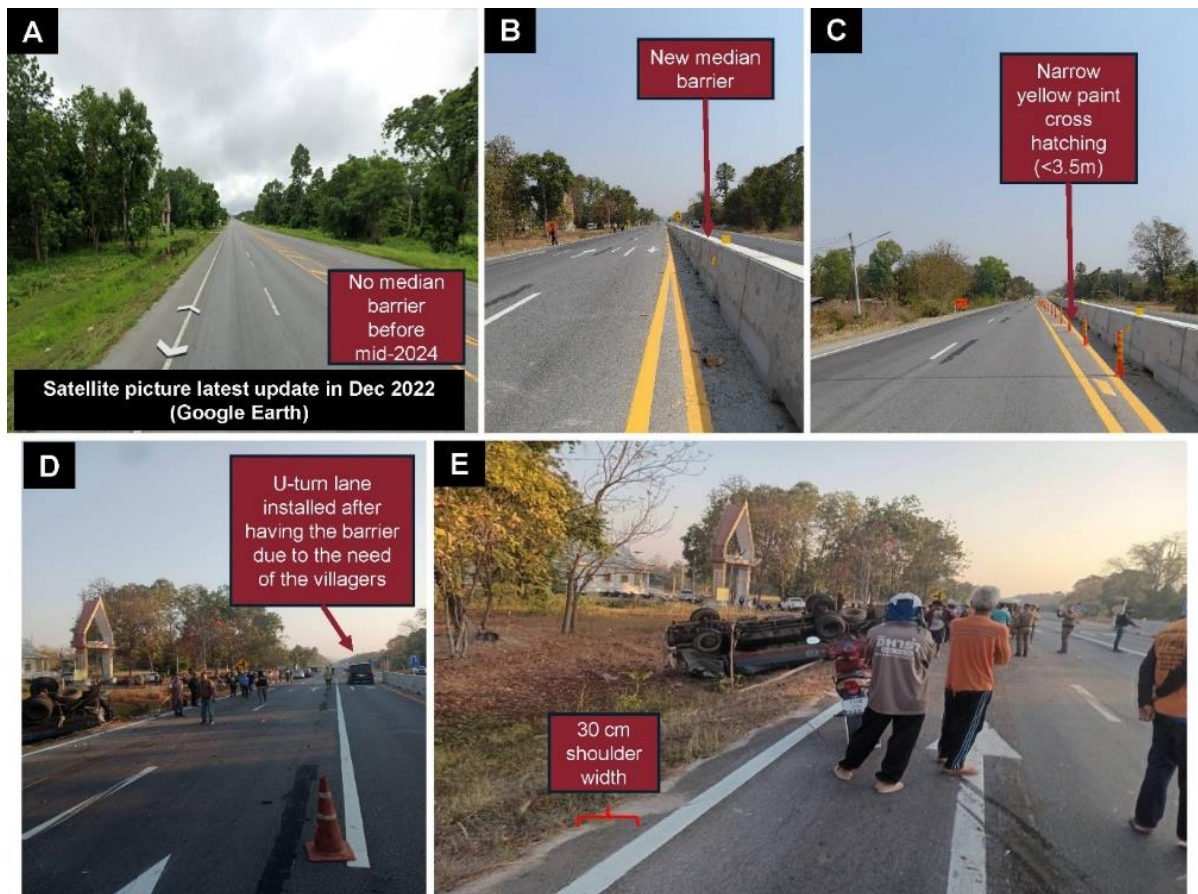 A
No median
barrier
before
mid-2024
Satellite picture latest update in Dec 2022
(Google Earth)
B
New median
barrier
C
Narrow
yellow paint
cross
hatching
(<3.5m)
D
U-turn lane
installed after
having the barrier
due to the need
of the villagers
E
30 cm
shoulder
width